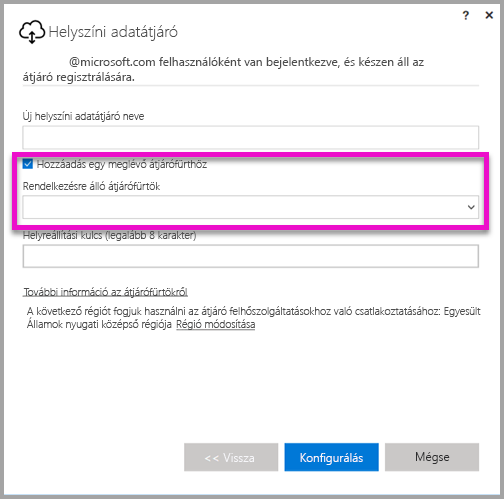 ? ×
Helyszíni adatátjáró
@microsoft.com felhasználóként van bejelentkezve, és készen áll az
átjáró regisztrálására.
Új helyszíni adatátjáró neve
Hozzáadás egy meglévő átjárófürthöz
Rendelkezésre álló átjárófürtök
Helyreállítási kulcs (legalább 8 karakter)
További információ az átjárófürtökről
A következő régiót fogjuk használni az átjáró felhőszolgáltatásokhoz való csatlakoztatásához: Egyesült
Államok nyugati középső régiója Régió módosítása
<< Vissza Konfigurálás Mégse